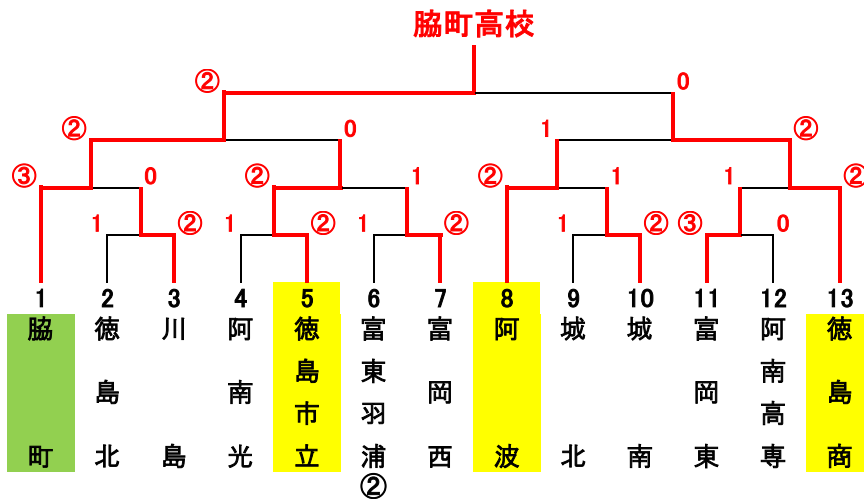 脇町高校
② 0
② 0 1 ②
③ 0 ② 1 ② 1 1 ②
1 ② 1 ② 1 ② 1 ② ③ 0
1 2 3 4 5 6 7 8 9 10 11 12 13
脇町
徳島北
川島
阿南光
徳島市立
富東羽浦②
富岡西
阿波
城北
城南
富岡東
阿南高専
徳島商